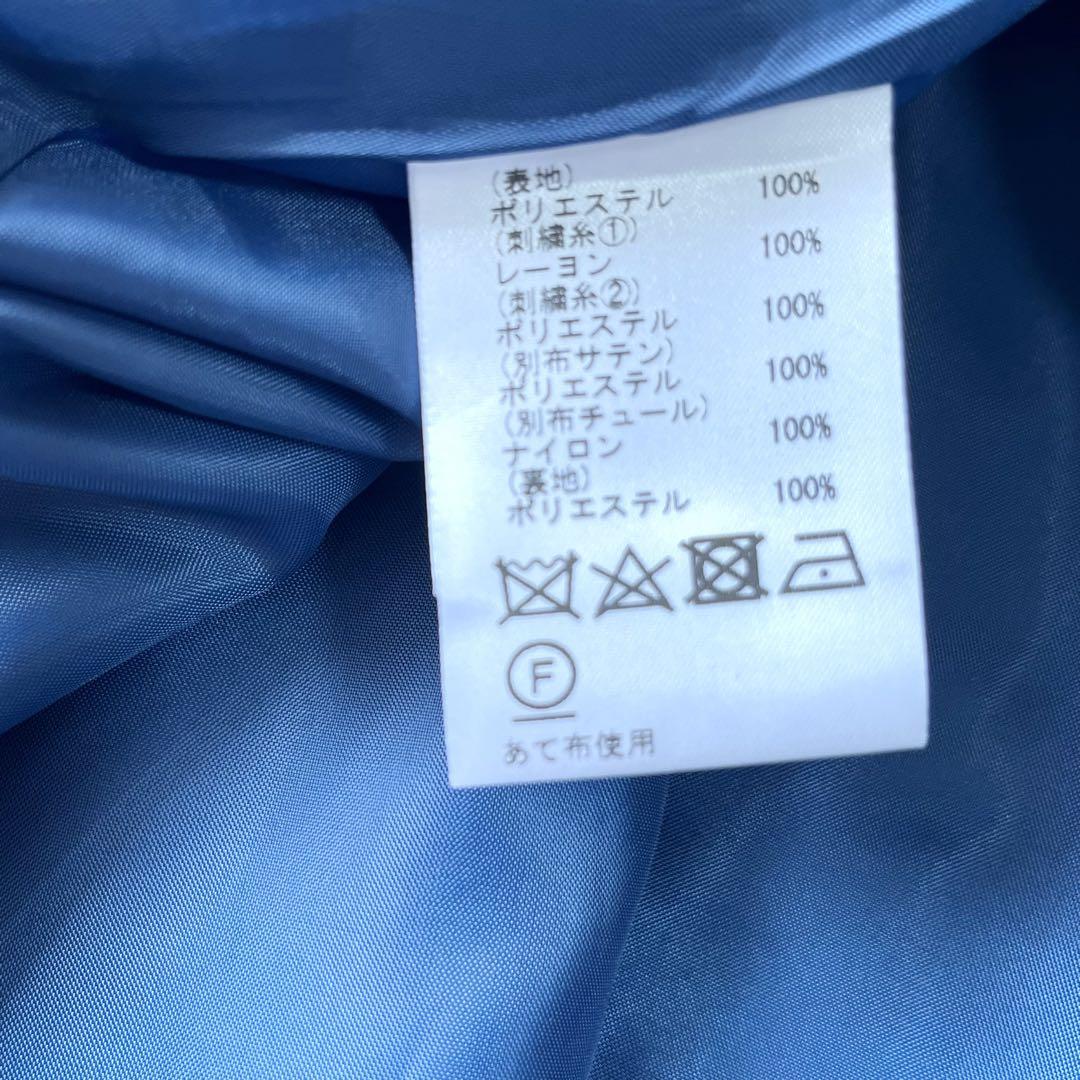 (表地)
ポリエステル 100%
(刺繍糸①)
レーヨン 100%
(刺繍糸②)
ポリエステル 100%
(別布サテン)
ポリエステル 100%
(別布チュール)
ナイロン 100%
(裏地)
ポリエステル 100%
F
あて布使用